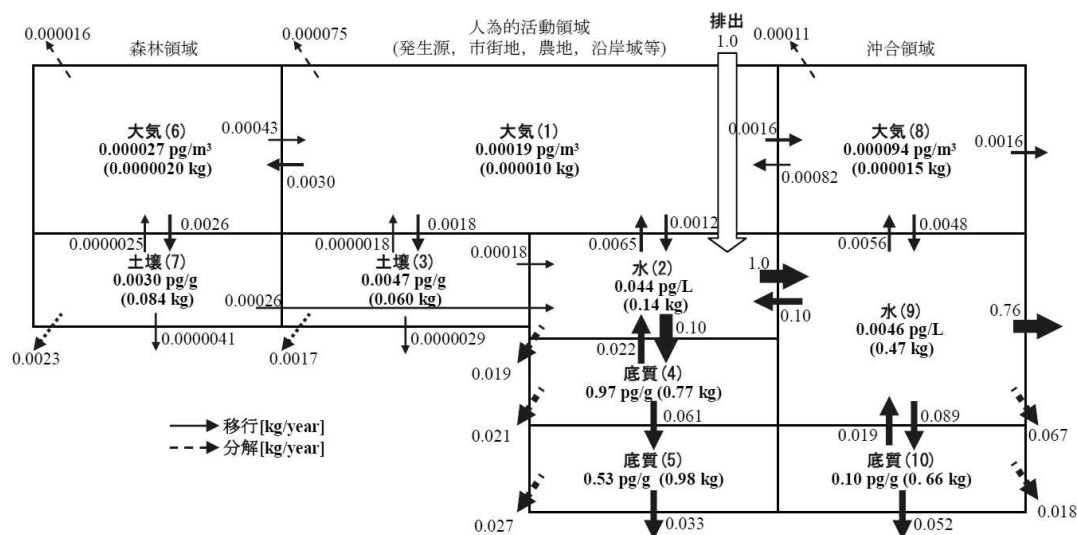 人為的活動領域
排出
0.000016
森林領域
0.000075
(発生源，市街地，農地，沿岸域等)
1.0
0.00011
沖合領域
大気(6)
0.000027 pg/m³
(0.0000020 kg)
0.00043
0.0030
大気(1)
0.00019 pg/m³
(0.000010 kg)
0.0016
0.00082
大気(8)
0.000094 pg/m³
(0.000015 kg)
0.0016
0.0026
0.0000025
0.0018
0.0000018
0.0012
0.0065
0.0048
0.0056
土壌(7)
0.0030 pg/g
(0.084 kg)
0.00026
土壌(3)
0.0047 pg/g
(0.060 kg)
0.00018
水(2)
0.044 pg/L
(0.14 kg)
1.0
0.10
水(9)
0.0046 pg/L
(0.47 kg)
0.76
0.0023
0.0000041
0.0017
0.0000029
0.019
0.022
0.10
底質(4)
0.97 pg/g (0.77 kg)
0.021
0.061
0.019
0.089
0.067
移行[kg/year]
分解[kg/year]
底質(5)
0.53 pg/g (0.98 kg)
底質(10)
0.10 pg/g (0. 66 kg)
0.027
0.033
0.052
0.018